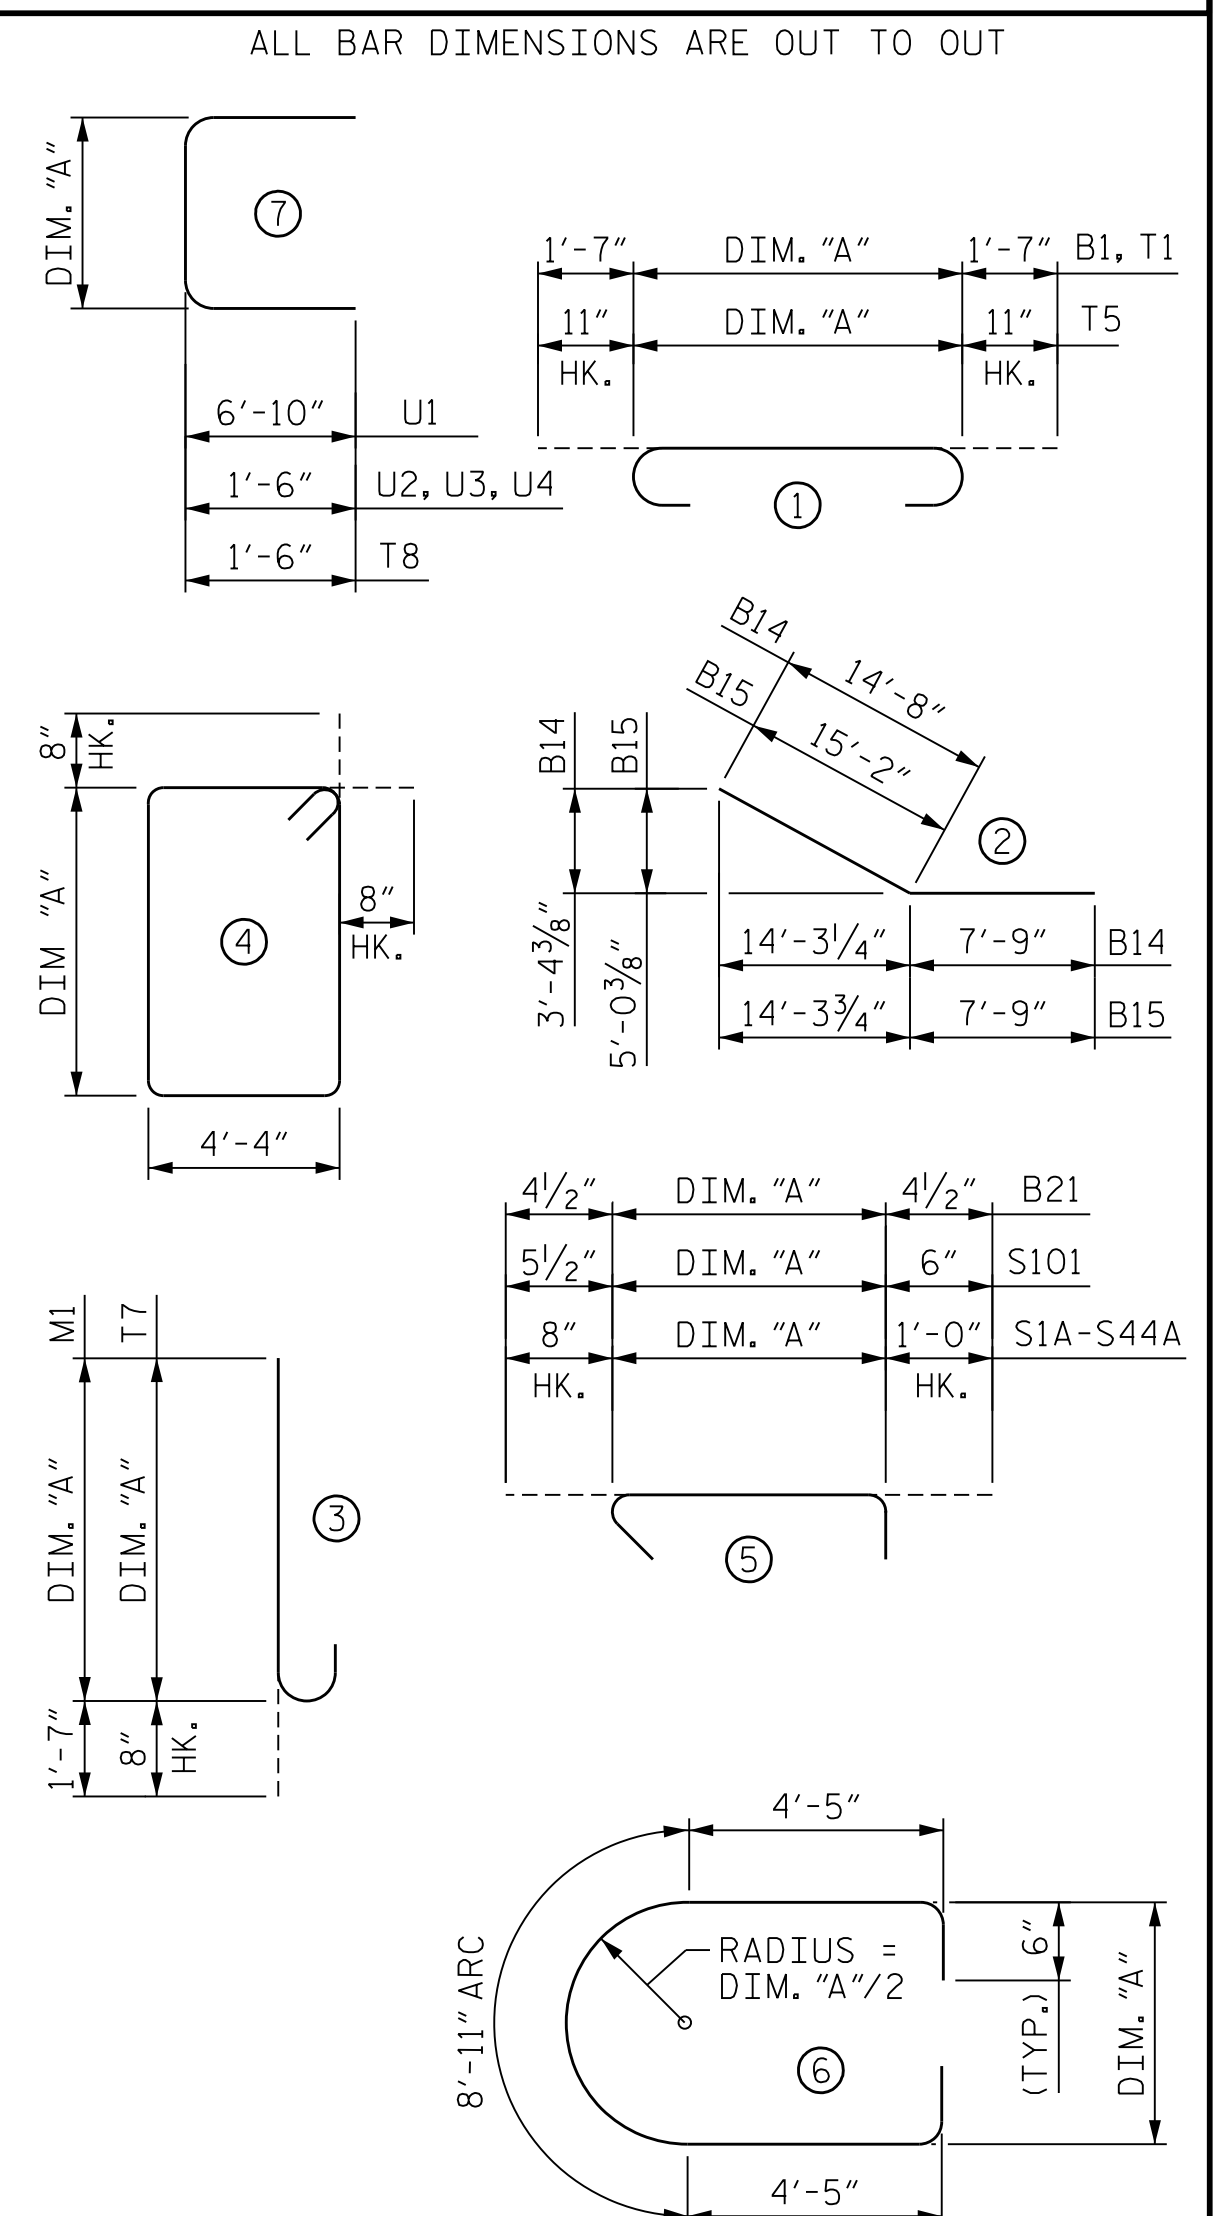 ALL BAR DIMENSIONS ARE OUT TO OUT
DIM. "A"
7
6'-10" U1
1'-6" U2, U3, U4
1'-6" T8
1'-7" DIM. "A" 1'-7" B1, T1
11" DIM. "A" 11" T5
HK. HK.
1
8"
HK.
DIM "A"
4
8"
HK.
4'-4"
B14
B15
14'-8"
15'-2"
B14
B15
2
3'-4 3/8"
5'-0 3/8"
14'-3 1/4" 7'-9" B14
14'-3 3/4" 7'-9" B15
4 1/2" DIM. "A" 4 1/2" B21
5 1/2" DIM. "A" 6" S101
8" DIM. "A" 1'-0" S1A-S44A
HK. HK.
5
M1
T7
DIM. "A"
DIM. "A"
3
1'-7"
8"
HK.
4'-5"
8'-11" ARC
RADIUS =
DIM. "A"/2
6
6"
(TYP.)
DIM. "A"
4'-5"